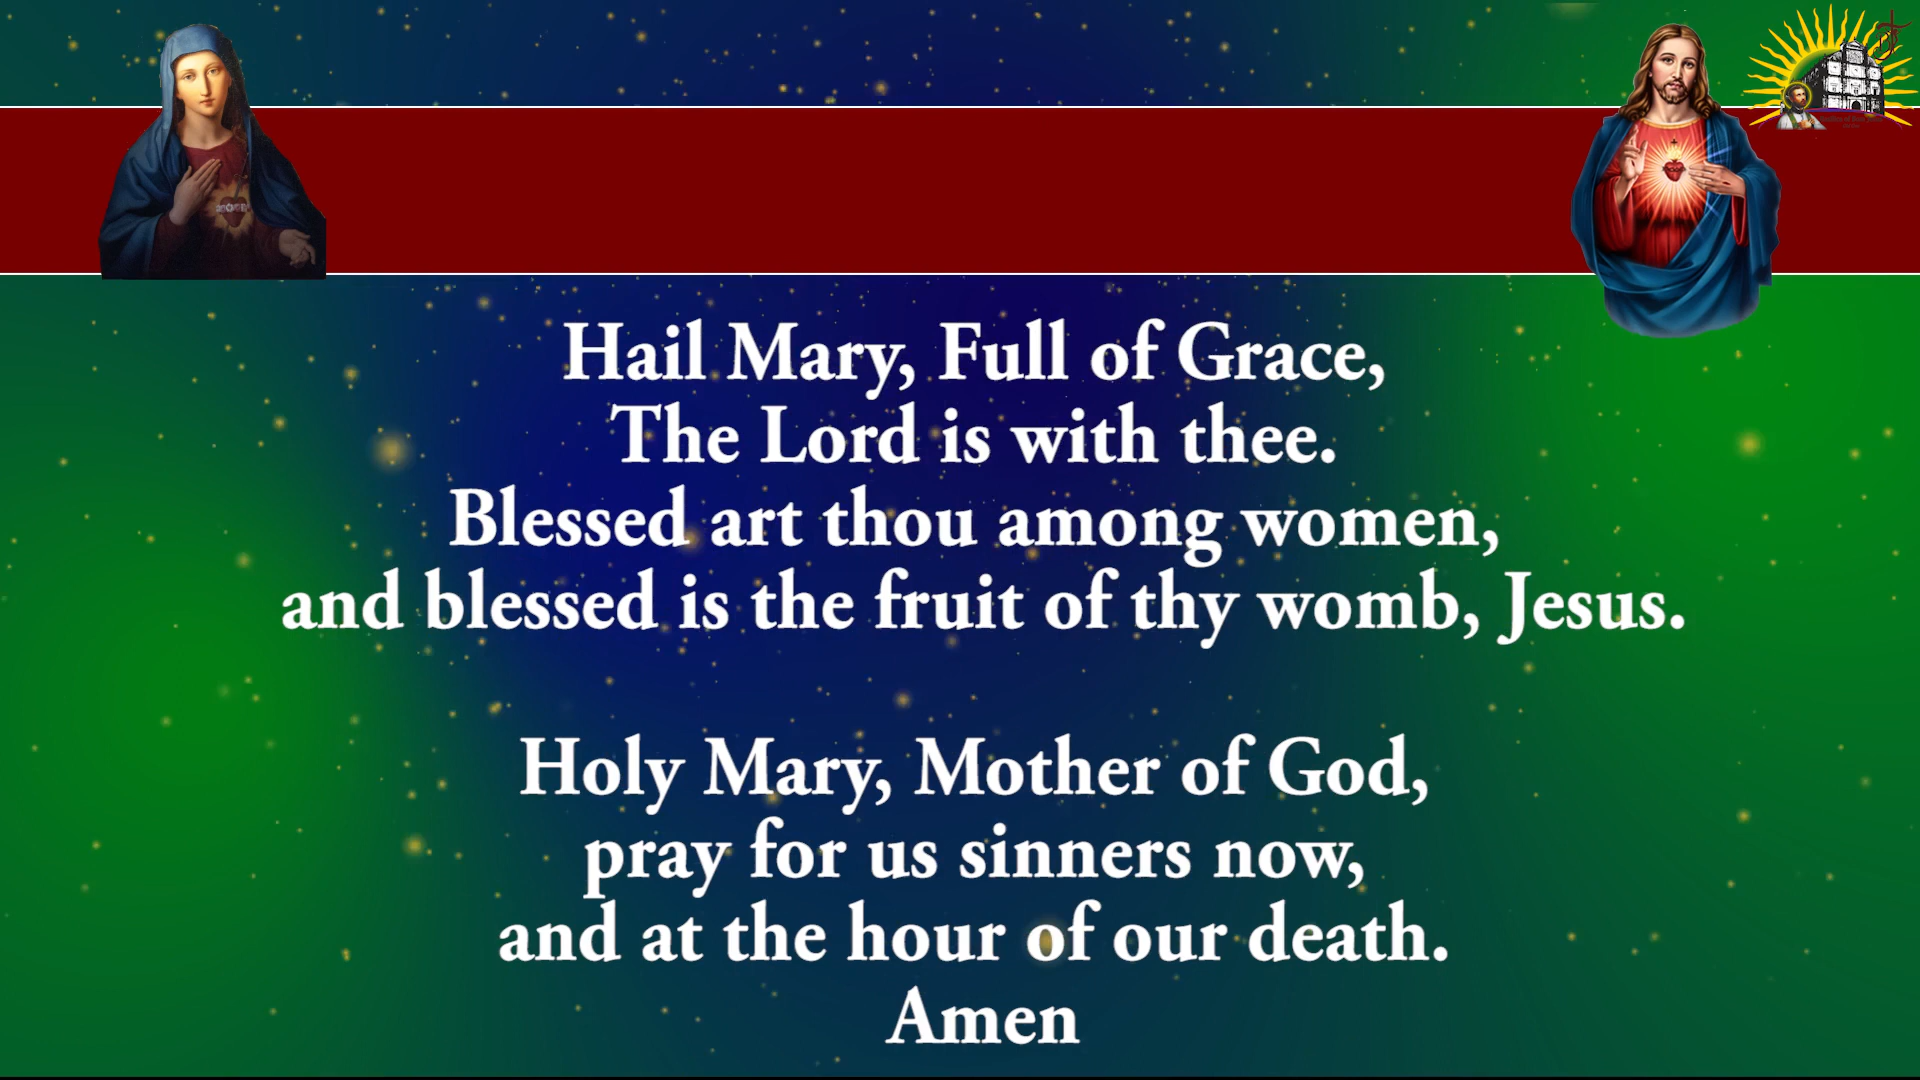 Hail Mary, Full of Grace,
The Lord is with thee.
Blessed art thou among women,
and blessed is the fruit of thy womb, Jesus.
Holy Mary, Mother of God,
pray for us sinners now,
and at the hour of our death.
Amen